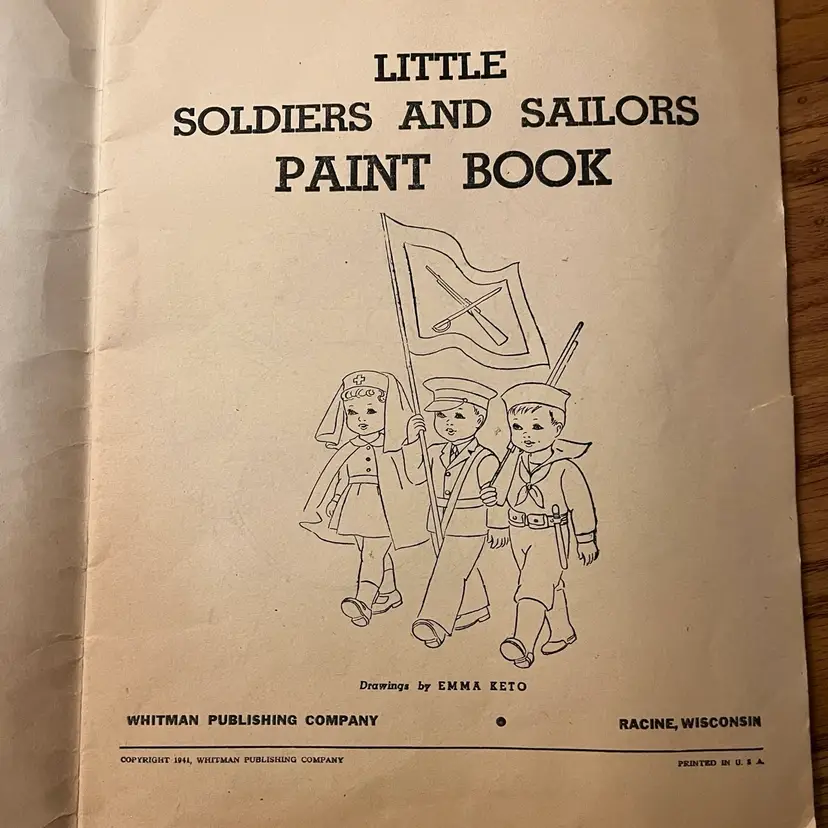 LITTLE
SOLDIERS AND SAILORS
PAINT BOOK
Drawings by EMMA KETO
WHITMAN PUBLISHING COMPANY • RACINE, WISCONSIN
COPYRIGHT 1941, WHITMAN PUBLISHING COMPANY PRINTED IN U. S A.